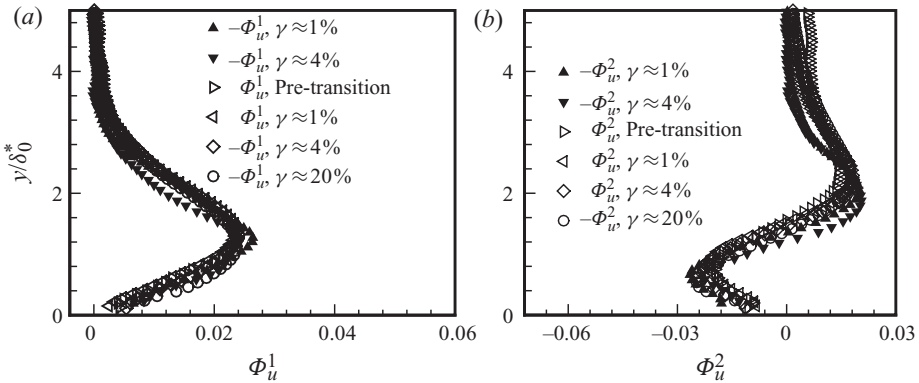 (a)
–Φ_u^1, γ ≈ 1%
–Φ_u^1, γ ≈ 4%
Φ_u^1, Pre-transition
Φ_u^1, γ ≈ 1%
–Φ_u^1, γ ≈ 4%
–Φ_u^1, γ ≈ 20%
y/δ_0^*
4
2
0
0
0.02
0.04
0.06
Φ_u^1
(b)
–Φ_u^2, γ ≈ 1%
–Φ_u^2, γ ≈ 4%
Φ_u^2, Pre-transition
Φ_u^2, γ ≈ 1%
Φ_u^2, γ ≈ 4%
–Φ_u^2, γ ≈ 20%
4
2
0
–0.06
–0.03
0
0.03
Φ_u^2